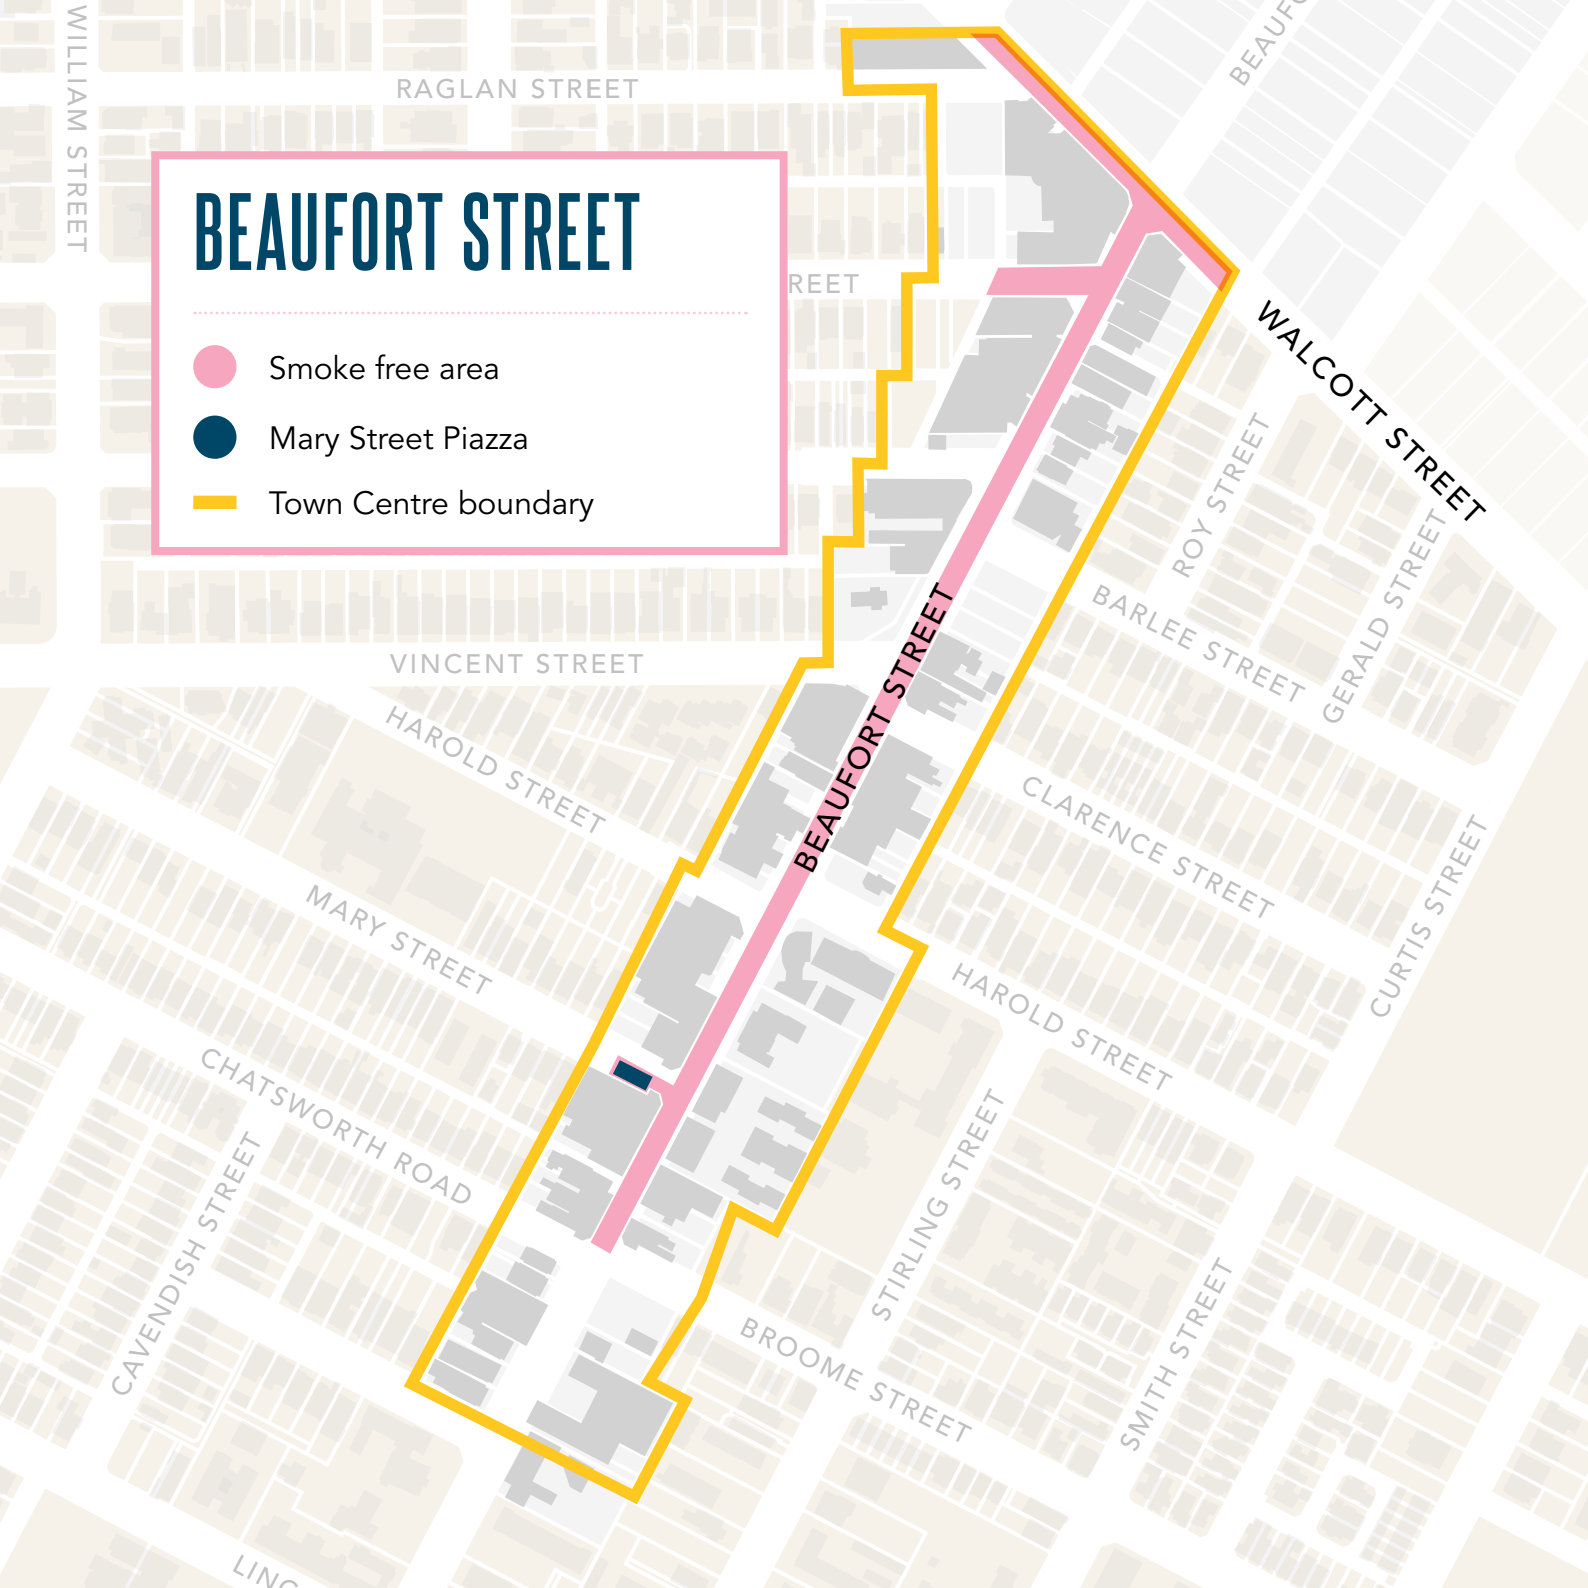 WILLIAM STREET
RAGLAN STREET
BEAUFORT STREET
REET
Smoke free area
Mary Street Piazza
Town Centre boundary
WALCOTT STREET
ROY STREET
GERALD STREET
BARLEE STREET
BEAUFORT STREET
VINCENT STREET
HAROLD STREET
CLARENCE STREET
CURTIS STREET
MARY STREET
HAROLD STREET
CHATSWORTH ROAD
CAVENDISH STREET
STIRLING STREET
BROOME STREET
SMITH STREET